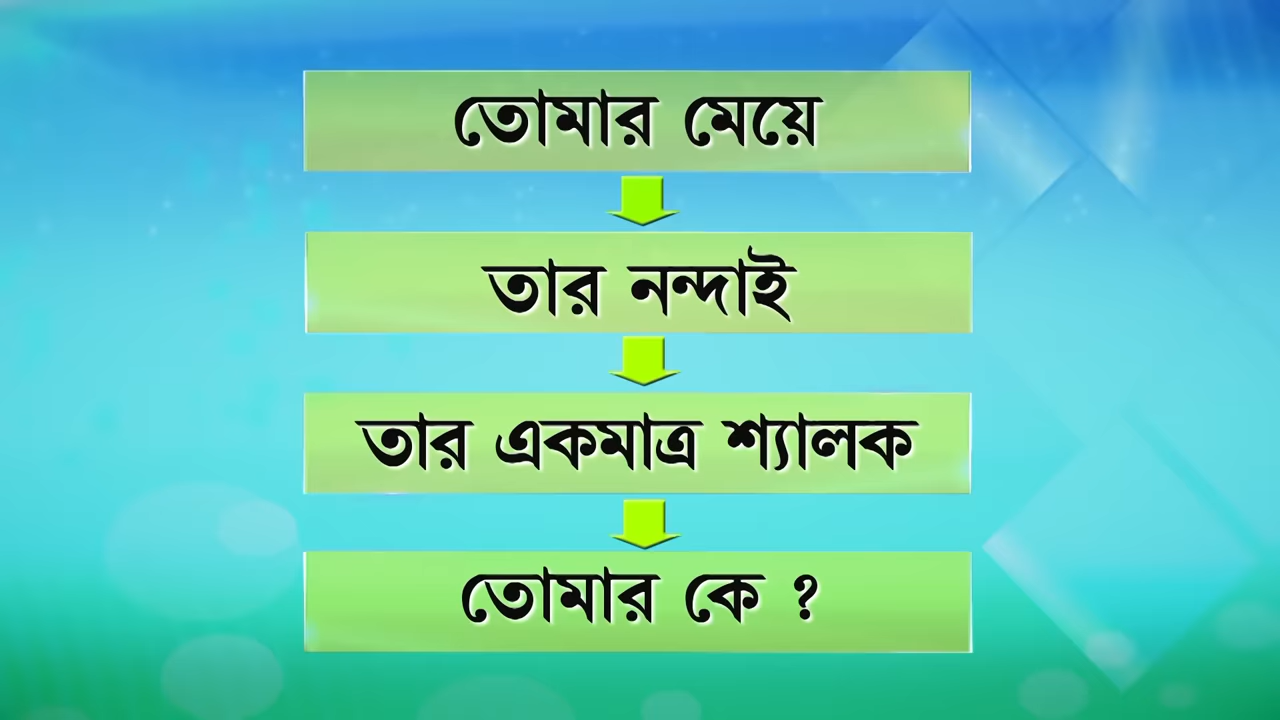 তোমার মেয়ে
তার নন্দাই
তার একমাত্র শ্যালক
তোমার কে ?